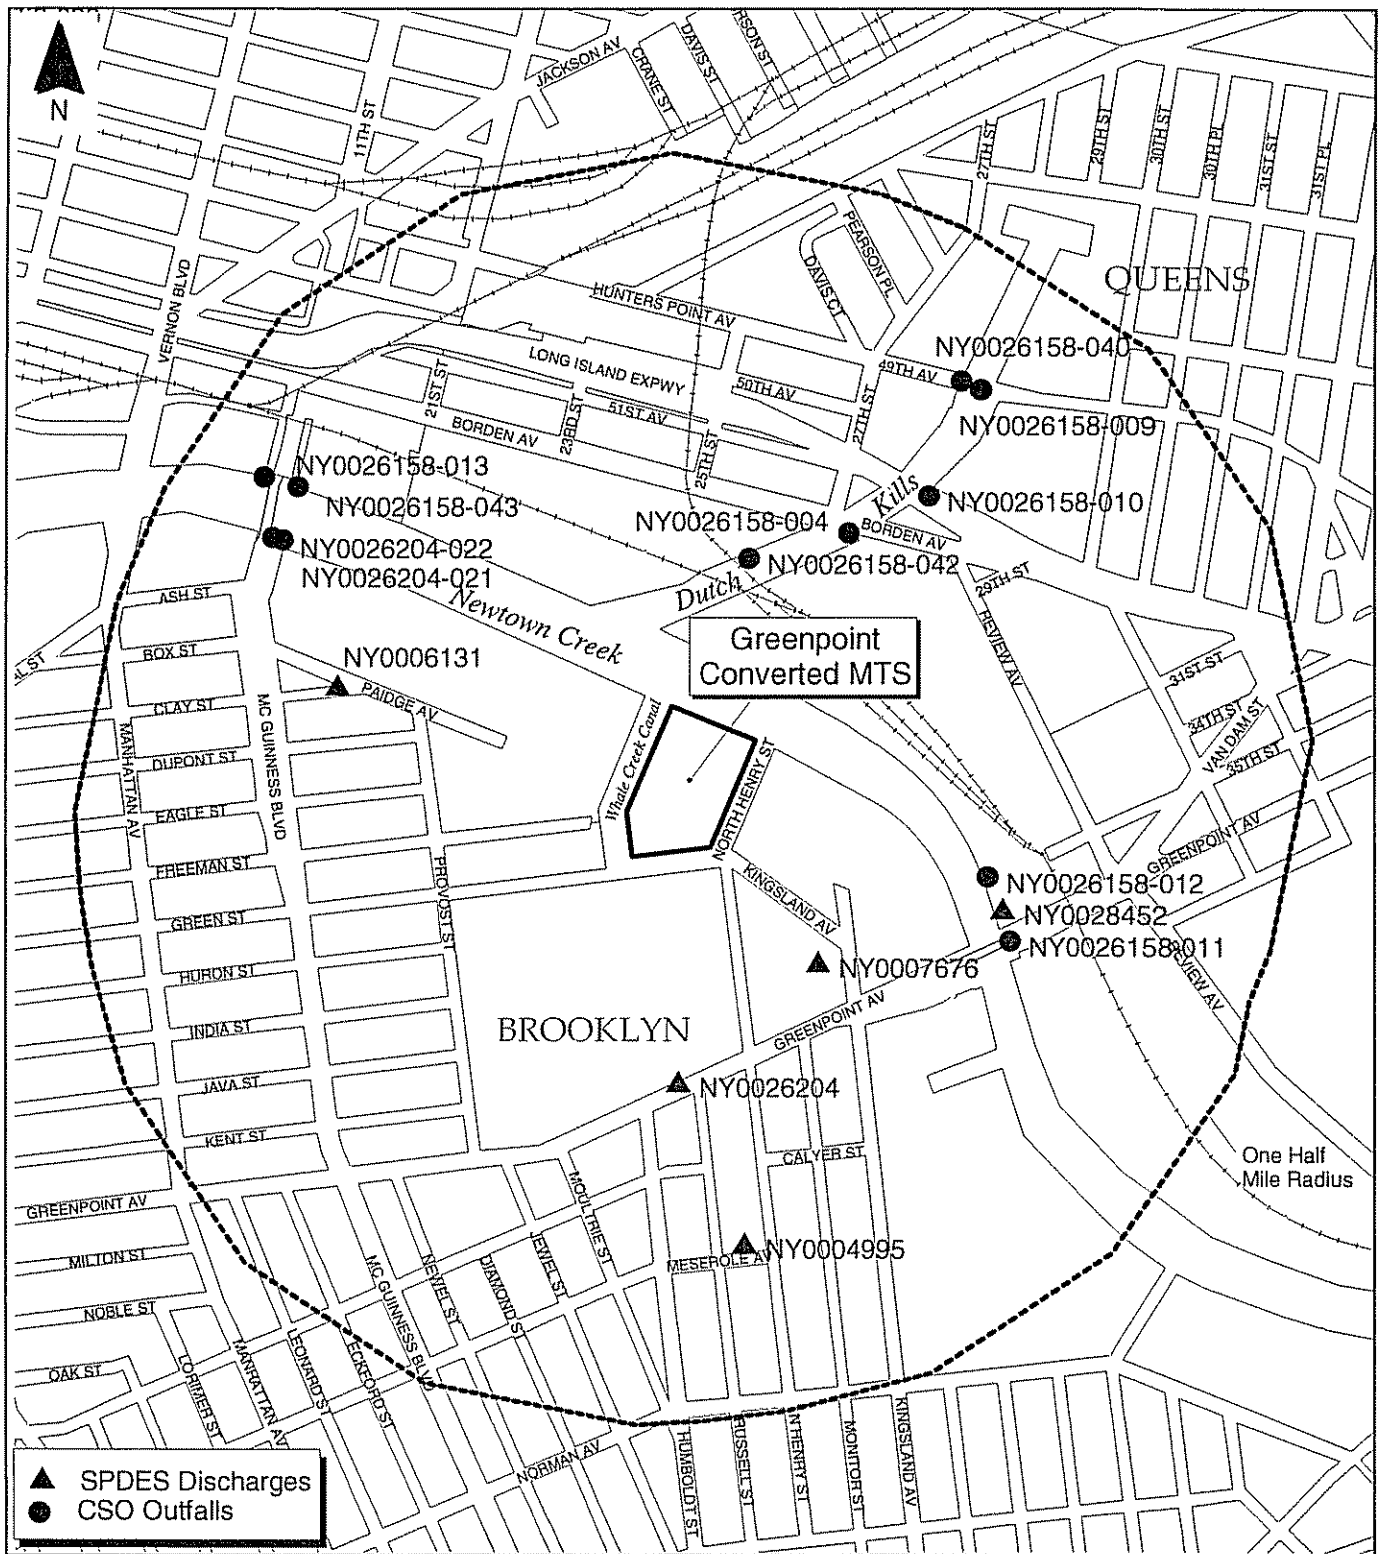 N
JACKSON AV
CRANE ST
DAVIS ST
11TH ST
27TH ST
29TH ST
30TH ST
30TH PL
31ST ST
31ST PL
PEARSON PL
DAVIS CT
QUEENS
VERNON BLVD
HUNTERS POINT AV
LONG ISLAND EXPWY
NY0026158-040
49TH AV
50TH AV
21ST ST
23RD ST
51ST AV
27TH ST
NY0026158-009
BORDEN AV
25TH ST
NY0026158-013
NY0026158-043
Kills
NY0026158-010
NY0026158-004
BORDEN AV
NY0026204-022
NY0026158-042
NY0026204-021
Dutch
29TH ST
ASH ST
Newtown Creek
REVIEW AV
Greenpoint
Converted MTS
BOX ST
NY0006131
PAIDGE AV
31ST ST
CLAY ST
MC GUINNESS BLVD
MANHATTAN AV
34TH ST
VAN DAM ST
35TH ST
DUPONT ST
Whale Creek Canal
NORTH HENRY ST
EAGLE ST
GREENPOINT AV
FREEMAN ST
PROVOST ST
KINGSLAND AV
NY0026158-012
NY0028452
GREEN ST
NY0026158-011
NY0007676
HURON ST
REVIEW AV
INDIA ST
BROOKLYN
GREENPOINT AV
JAVA ST
NY0026204
KENT ST
CALYER ST
One Half
Mile Radius
GREENPOINT AV
MOULTRIE ST
MILTON ST
JEWEL ST
NY0004995
MESEROLE AV
MC GUINNESS BLVD
NEWEL ST
DIAMOND ST
NOBLE ST
OAK ST
LORIMER ST
MANHATTAN AV
LEONARD ST
ECKFORD ST
NORMAN AV
HUMBOLDT ST
RUSSELL ST
N HENRY ST
MONITOR ST
KINGSLAND AV
SPDES Discharges
CSO Outfalls